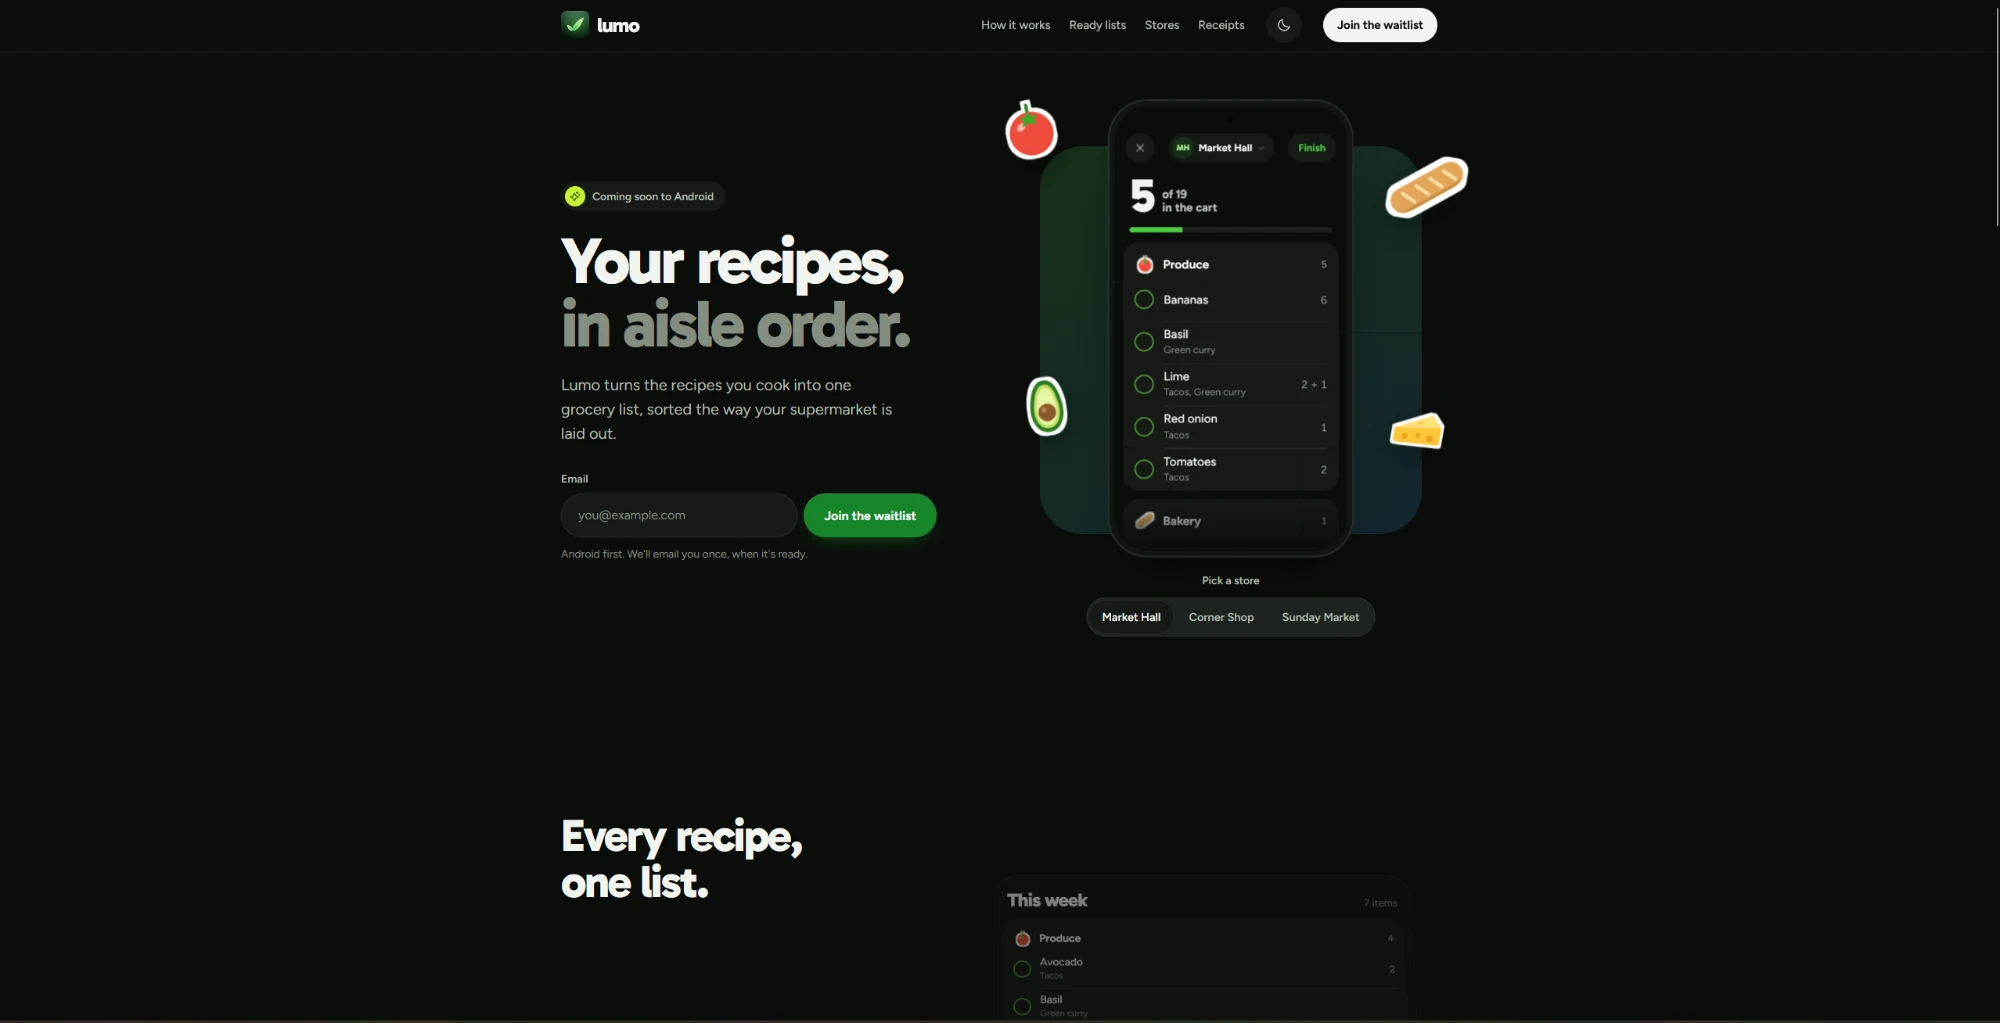 lumo
How it works
Ready lists
Stores
Receipts
Join the waitlist
Coming soon to Android
Your recipes,
in aisle order.
Lumo turns the recipes you cook into one
grocery list, sorted the way your supermarket is
laid out.
Email
you@example.com
Join the waitlist
Android first. We'll email you once, when it's ready.
MH Market Hall
Finish
5 of 19
in the cart
Produce 5
Bananas 6
Basil
Green curry
Lime 2 + 1
Tacos, Green curry
Red onion 1
Tacos
Tomatoes 2
Tacos
Bakery 1
Pick a store
Market Hall
Corner Shop
Sunday Market
Every recipe,
one list.
This week 7 items
Produce 4
Avocado 2
Tacos
Basil
Green curry